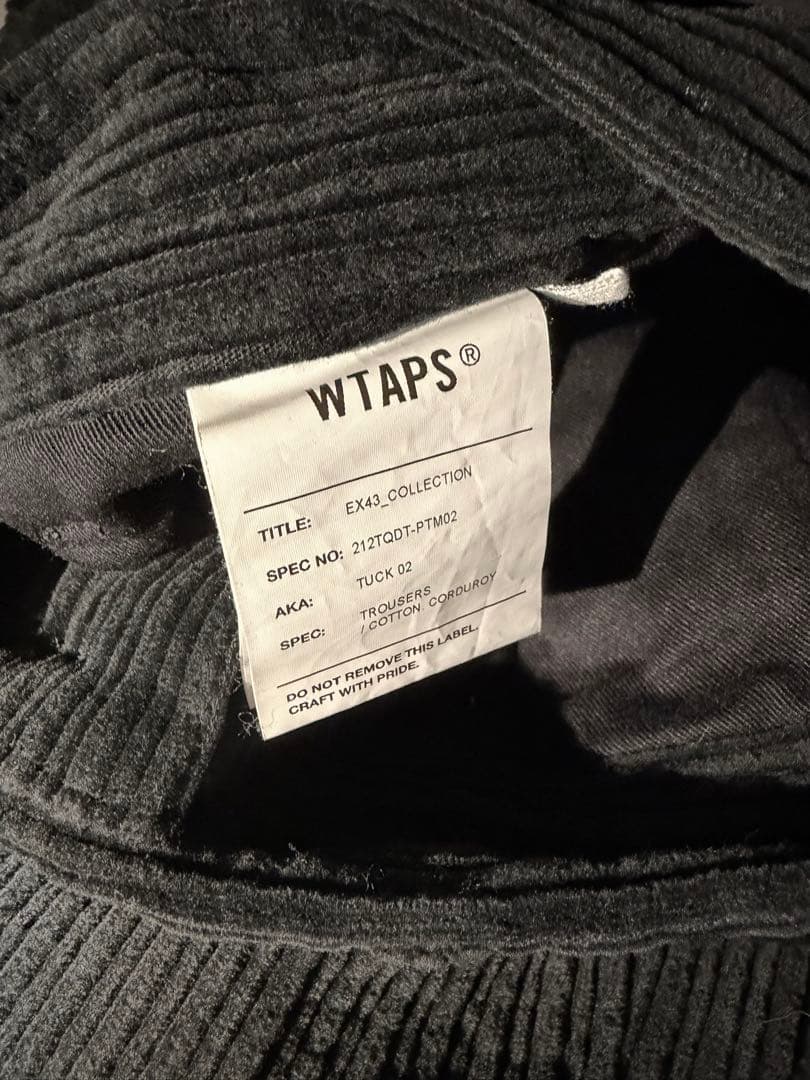 WTAPS®
TITLE: EX43_COLLECTION
SPEC NO: 212TQDT-PTM02
AKA: TUCK 02
SPEC: TROUSERS
/ COTTON. CORDUROY
DO NOT REMOVE THIS LABEL.
CRAFT WITH PRIDE.